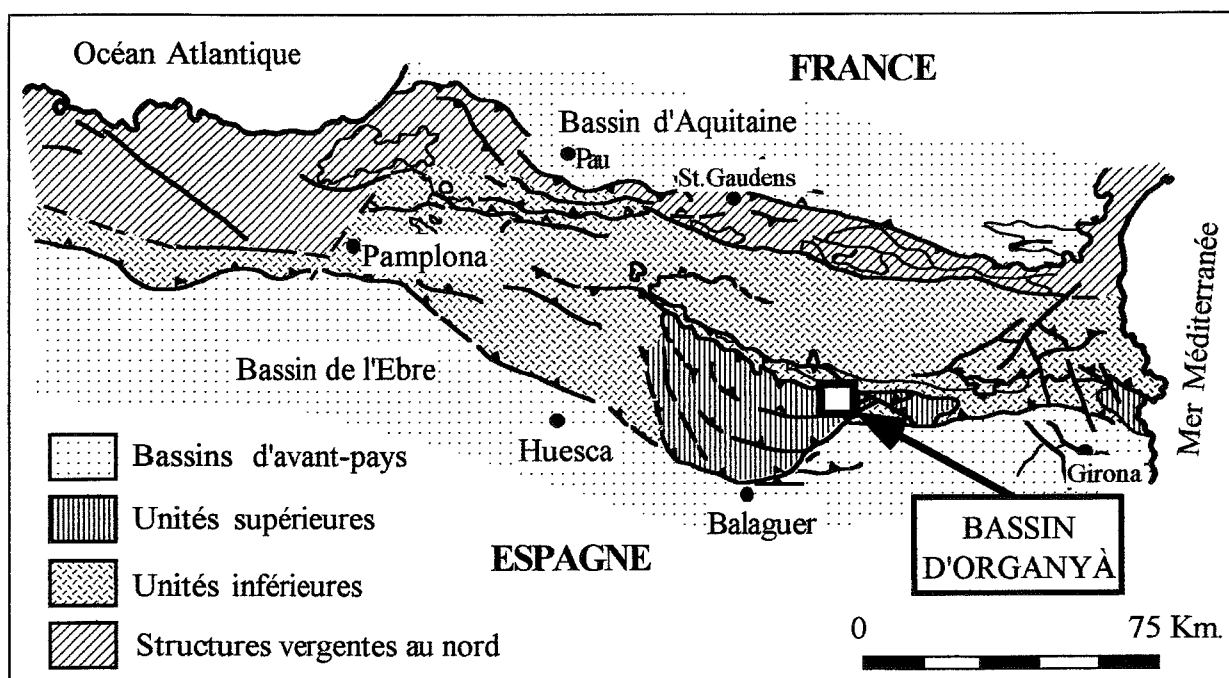 Océan Atlantique
FRANCE
Bassin d'Aquitaine
Pau
St. Gaudens
Pamplona
Mer Méditerranée
Bassin de l'Ebre
Huesca
Girona
Balaguer
ESPAGNE
BASSIN
D'ORGANYÀ
Bassins d'avant-pays
Unités supérieures
Unités inférieures
Structures vergentes au nord
0 75 Km.